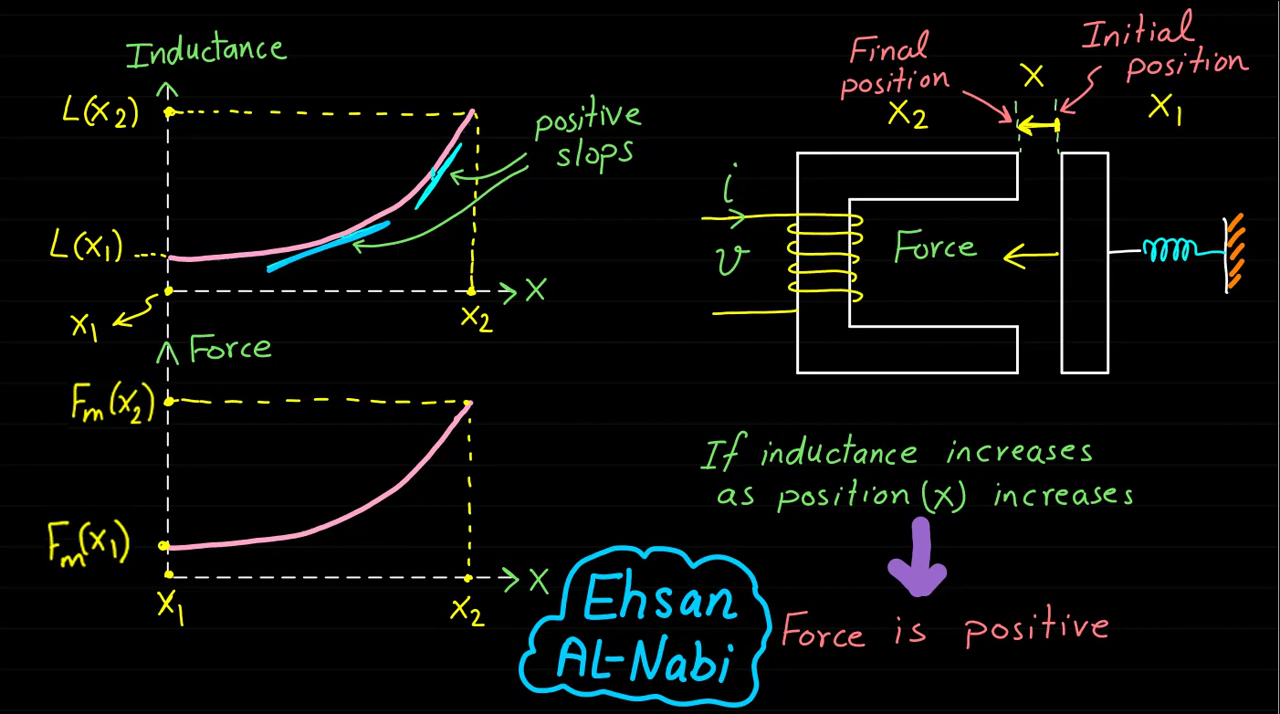 Inductance
L(x2)
positive
slops
L(x1)
X
x1
x2
Force
Fm(x2)
Fm(x1)
X
x1
x2
Final
position
x2
X
Initial
position
x1
i
v
Force
If inductance increases
as position (x) increases
Force is positive
Ehsan
AL-Nabi